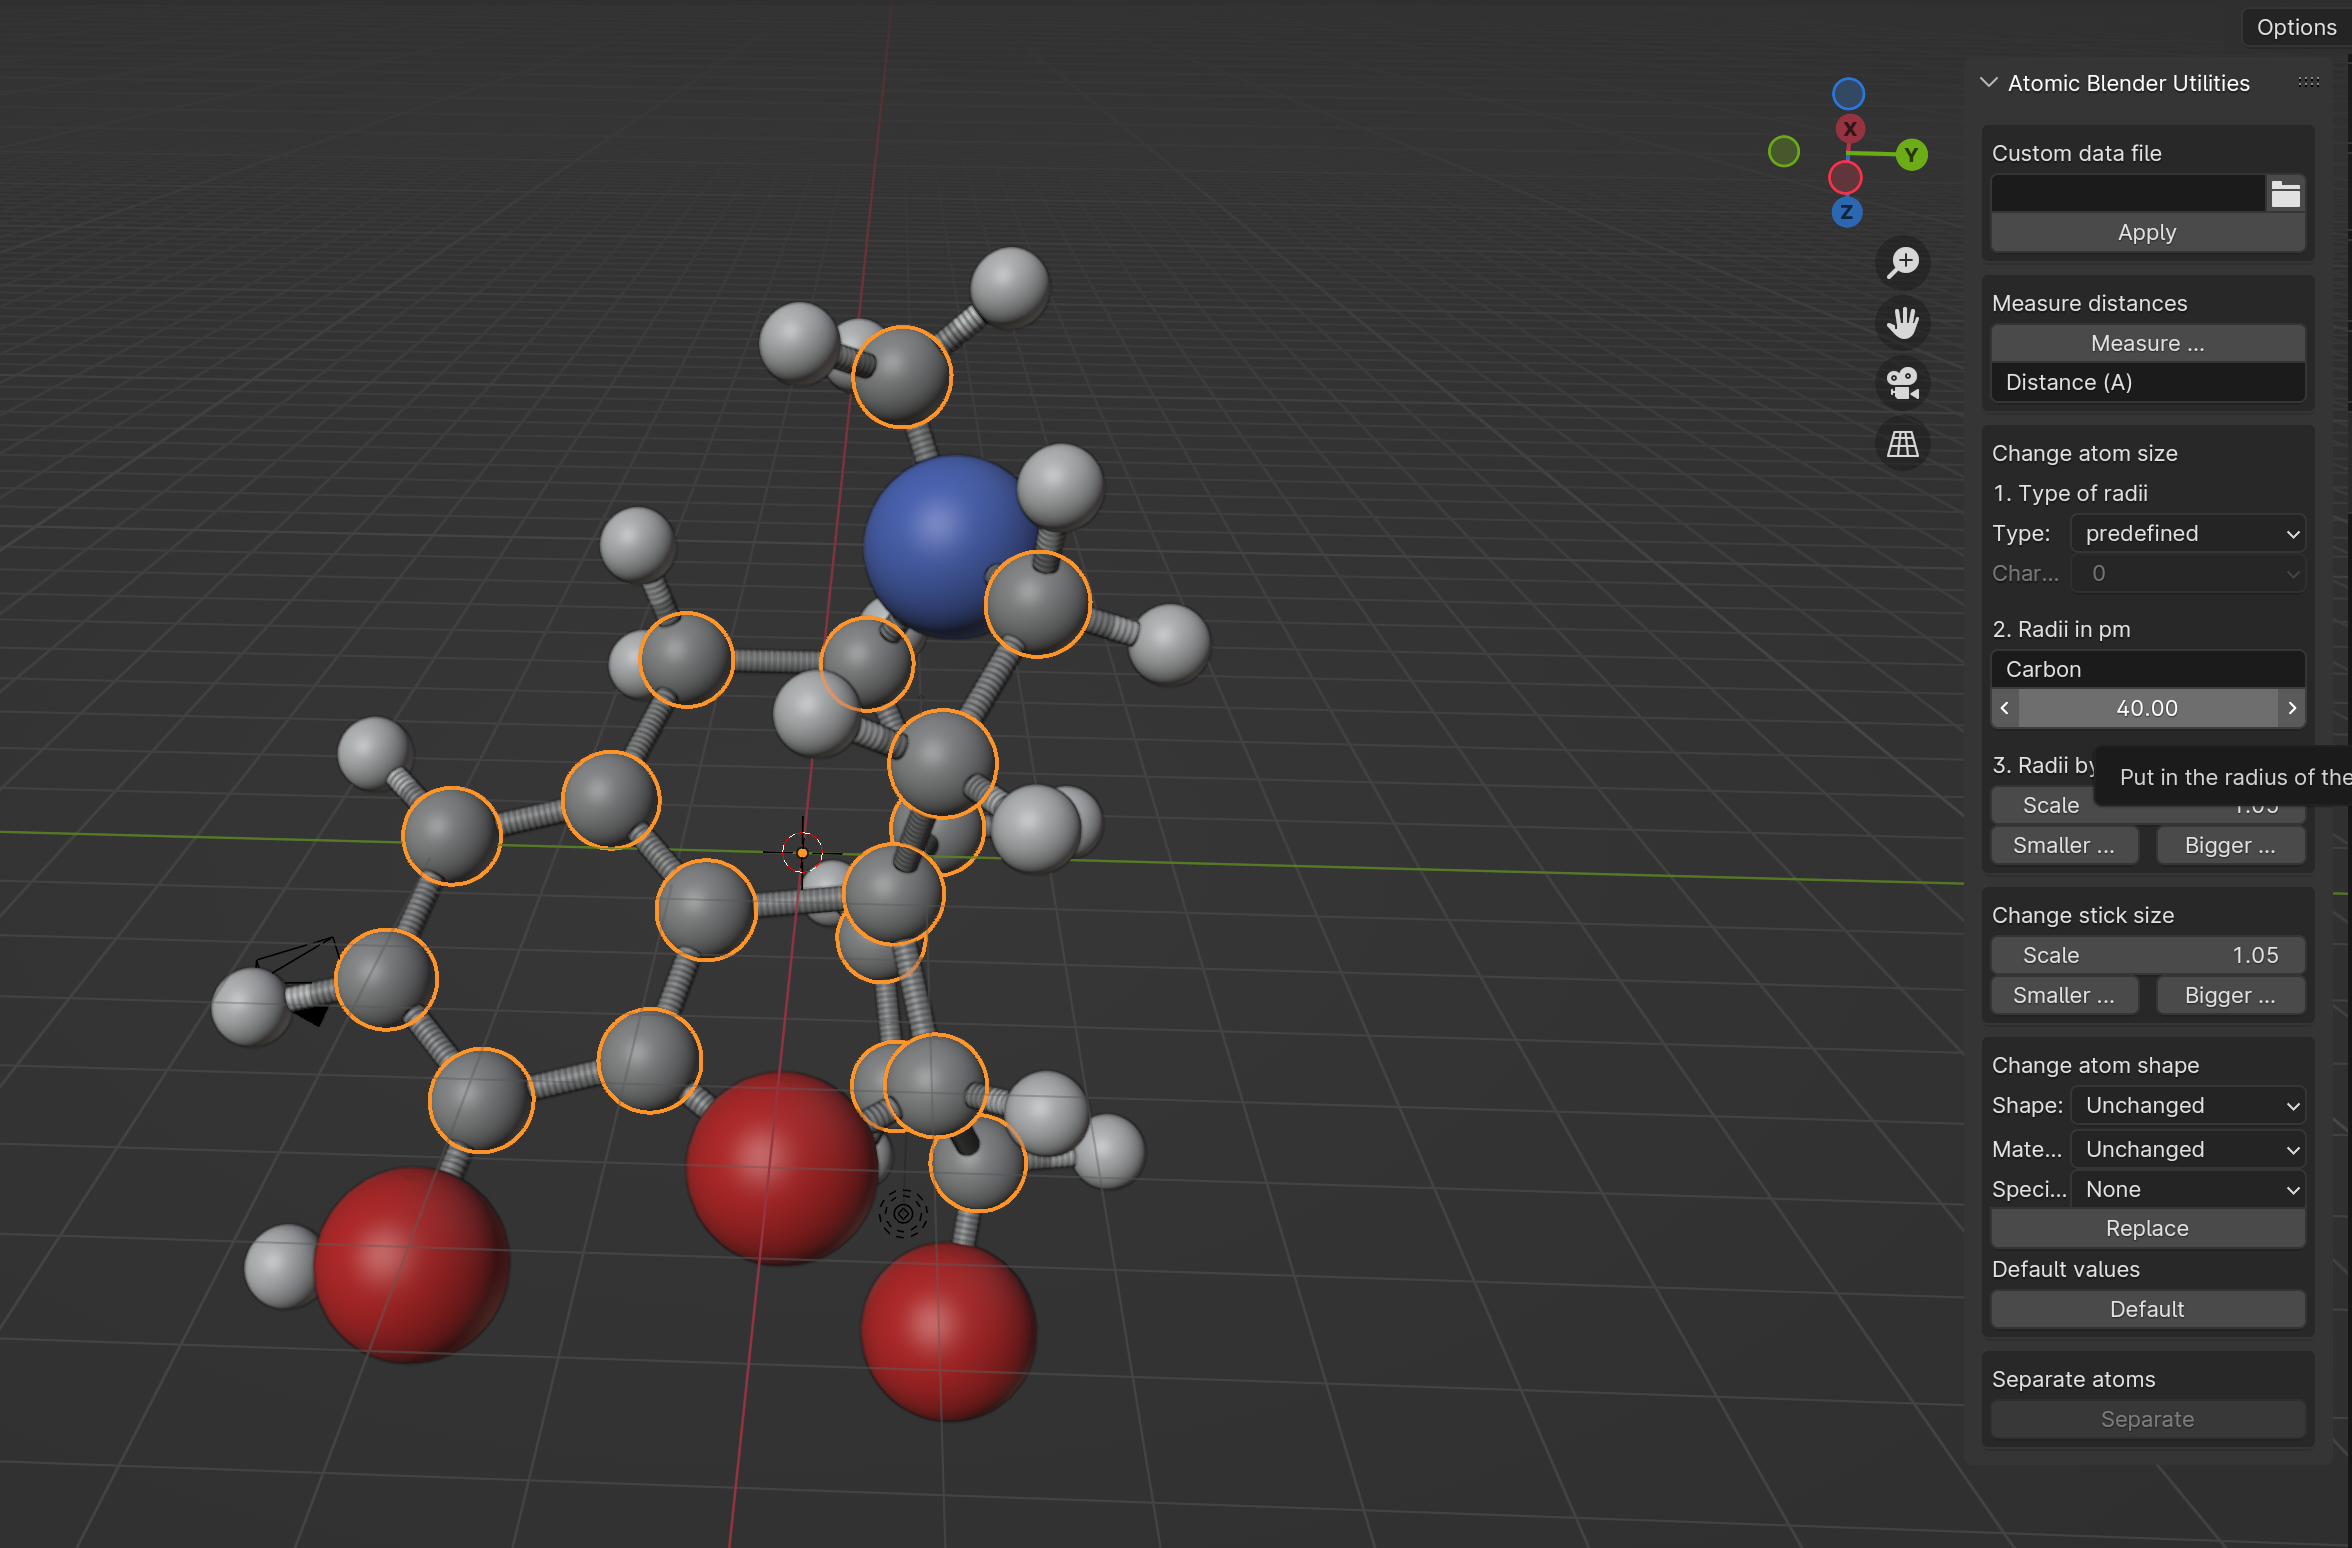 Options
X
Y
Z
Atomic Blender Utilities
Custom data file
Apply
Measure distances
Measure ...
Distance (A)
Change atom size
1. Type of radii
Type: predefined
Char... 0
2. Radii in pm
Carbon
40.00
3. Radii by
Put in the radius of the
Scale 1.05
Smaller ... Bigger ...
Change stick size
Scale 1.05
Smaller ... Bigger ...
Change atom shape
Shape: Unchanged
Mate... Unchanged
Speci... None
Replace
Default values
Default
Separate atoms
Separate